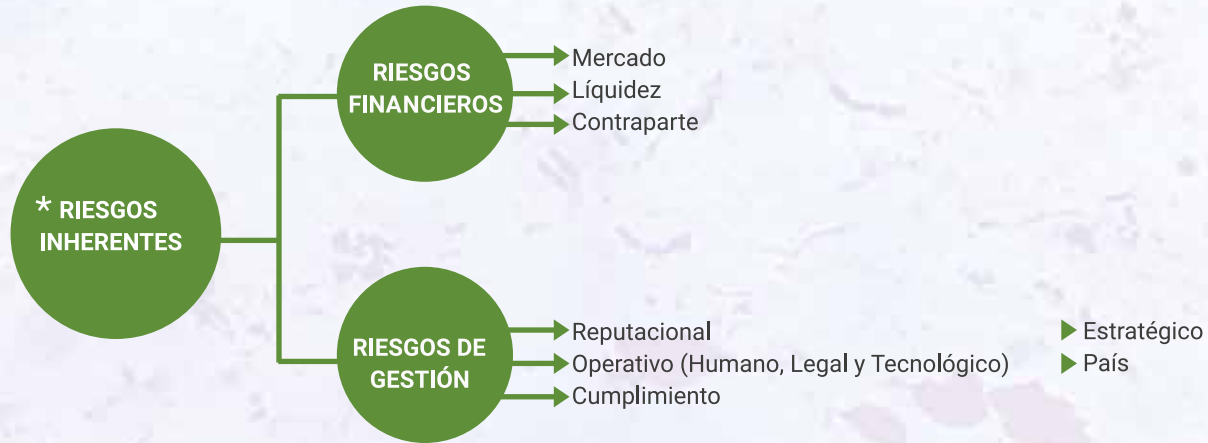 * RIESGOS
INHERENTES
RIESGOS
FINANCIEROS
Mercado
Líquidez
Contraparte
RIESGOS DE
GESTIÓN
Reputacional
Operativo (Humano, Legal y Tecnológico)
Cumplimiento
Estratégico
País